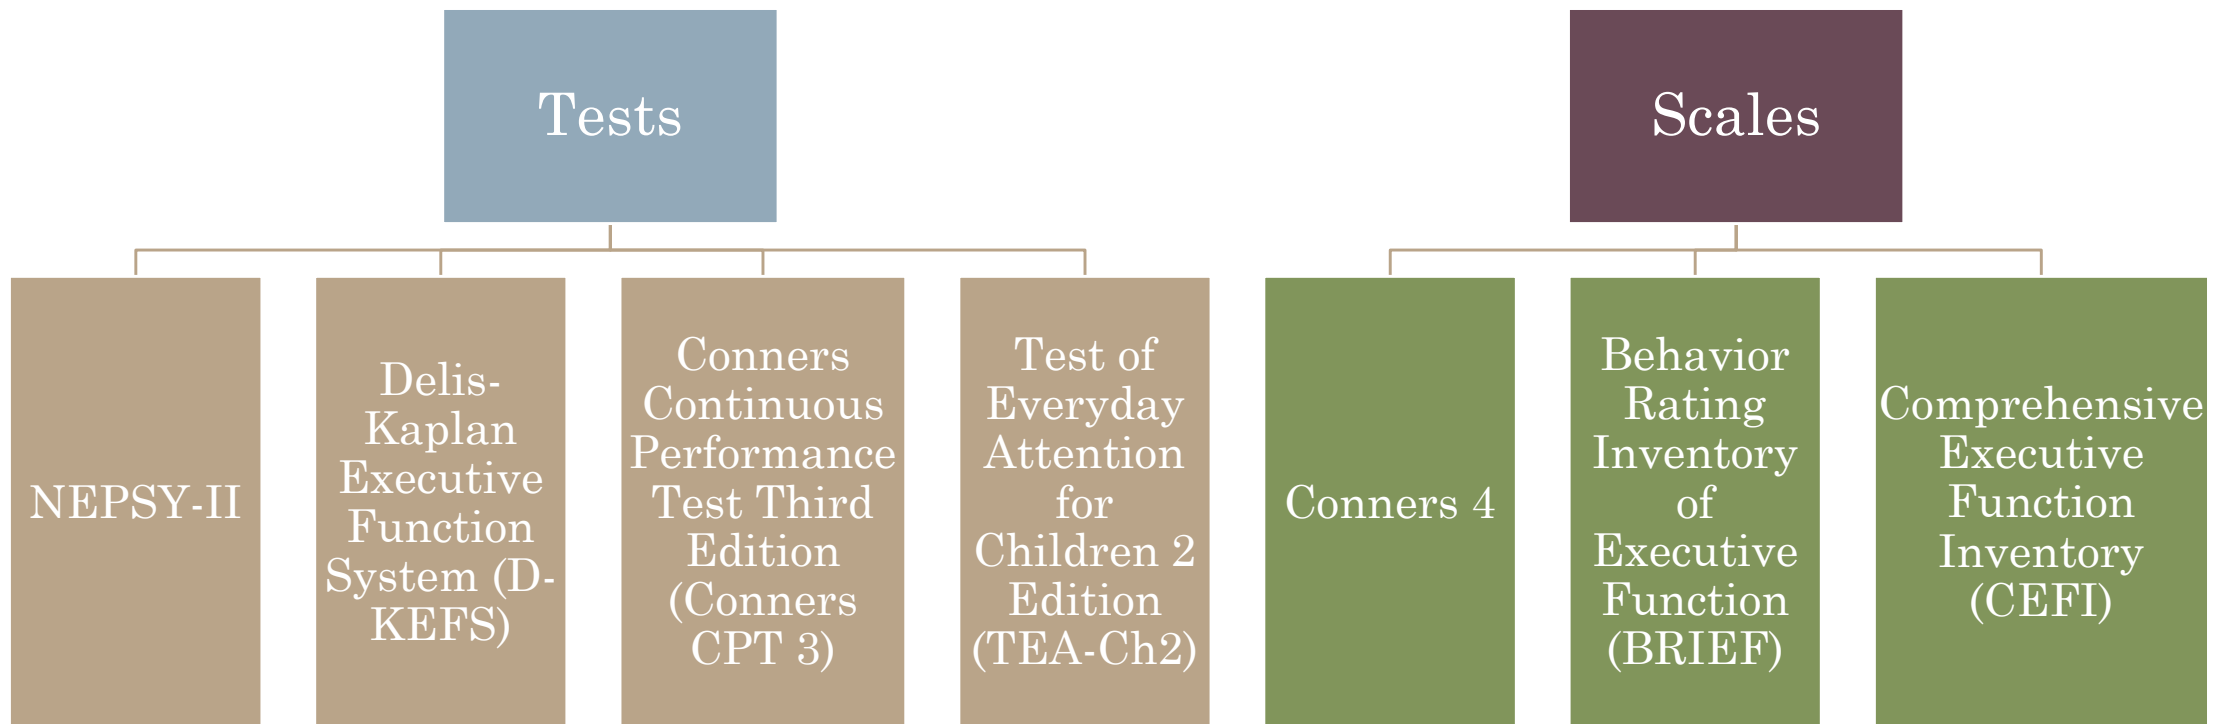 Tests
Scales
NEPSY-II
Delis-
Kaplan
Executive
Function
System (D-
KEFS)
Conners
Continuous
Performance
Test Third
Edition
(Conners
CPT 3)
Test of
Everyday
Attention
for
Children 2
Edition
(TEA-Ch2)
Conners 4
Behavior
Rating
Inventory
of
Executive
Function
(BRIEF)
Comprehensive
Executive
Function
Inventory
(CEFI)